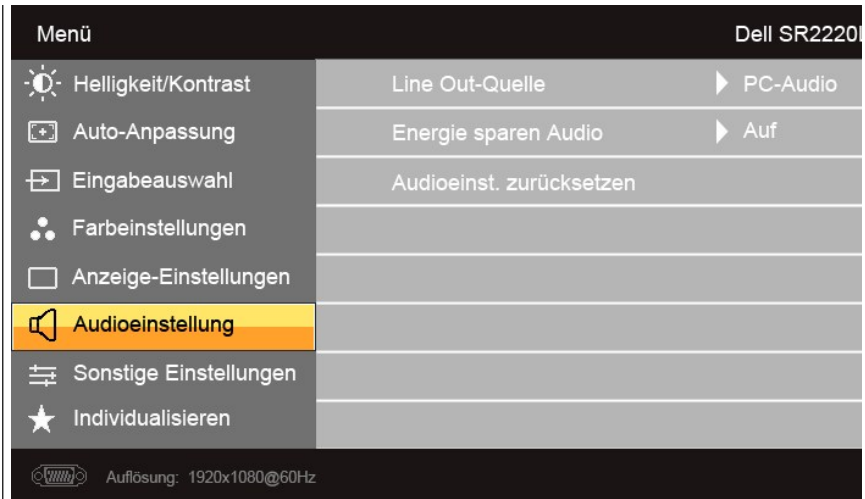 Menü
Dell SR2220L
Helligkeit/Kontrast
Line Out-Quelle
PC-Audio
Auto-Anpassung
Energie sparen Audio
Auf
Eingabeauswahl
Audioeinst. zurücksetzen
Farbeinstellungen
Anzeige-Einstellungen
Audioeinstellung
Sonstige Einstellungen
Individualisieren
Auflösung: 1920x1080@60Hz